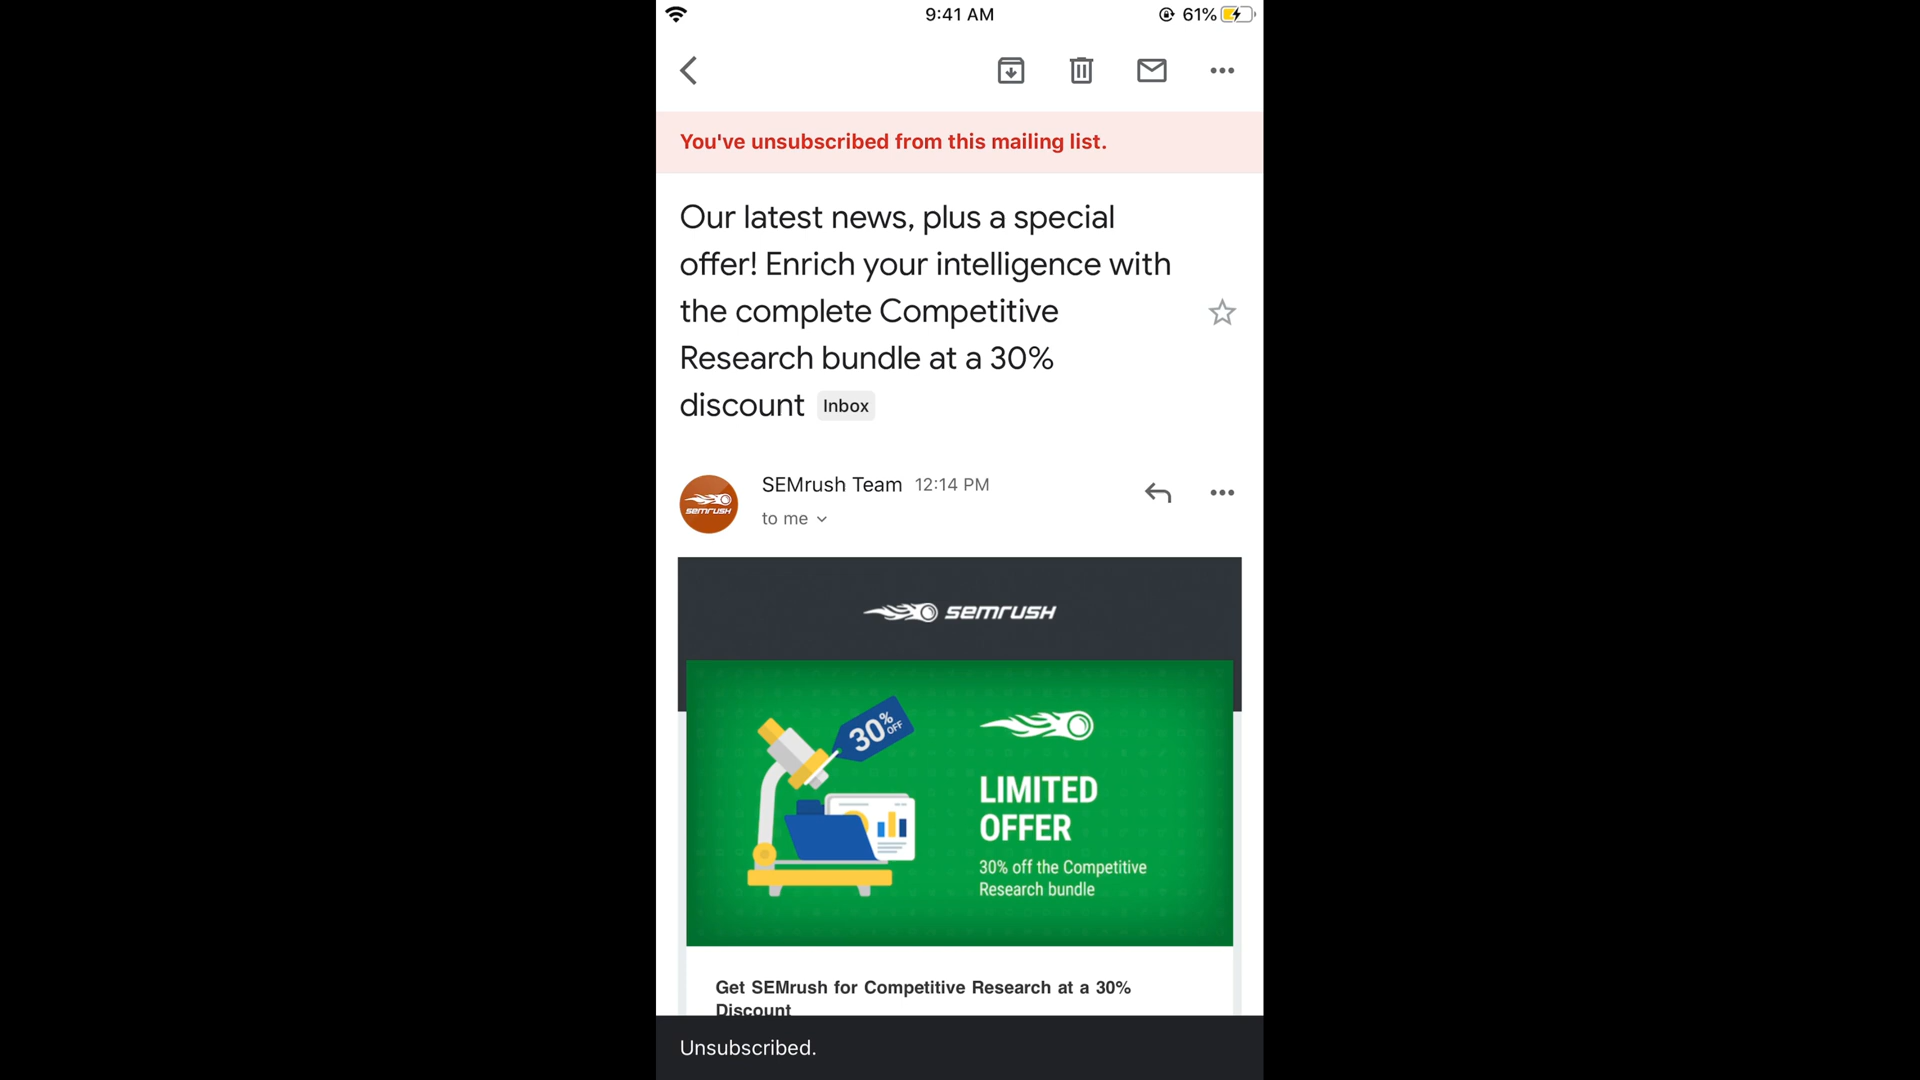 9:41 AM
61%
You've unsubscribed from this mailing list.
Our latest news, plus a special
offer! Enrich your intelligence with
the complete Competitive
Research bundle at a 30%
discount Inbox
SEMrush Team 12:14 PM
semrush
to me
semrush
30% OFF
LIMITED
OFFER
30% off the Competitive
Research bundle
Get SEMrush for Competitive Research at a 30%
Discount
Unsubscribed.